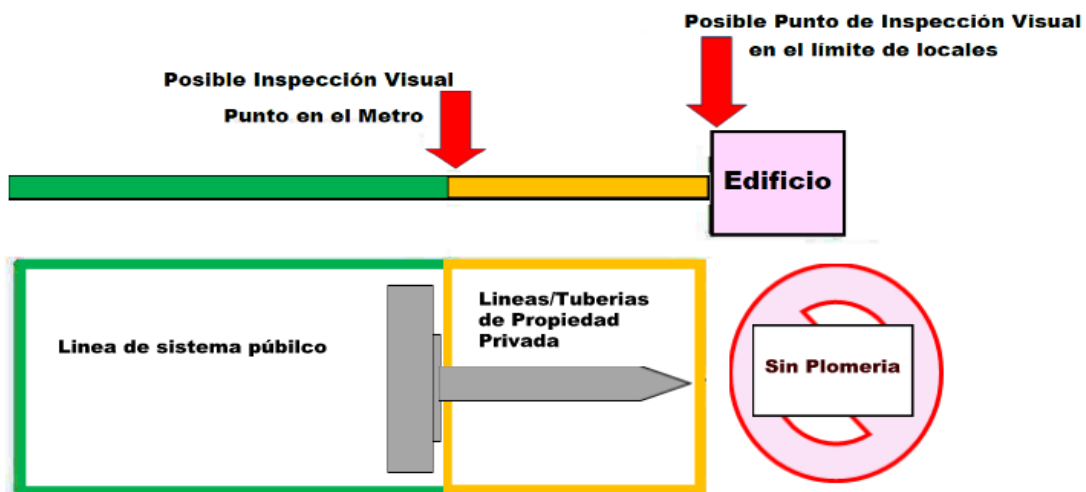 Posible Punto de Inspección Visual
en el límite de locales
Posible Inspección Visual
Punto en el Metro
Edificio
Linea de sistema púbilco
Lineas/Tuberias
de Propiedad
Privada
Sin Plomeria